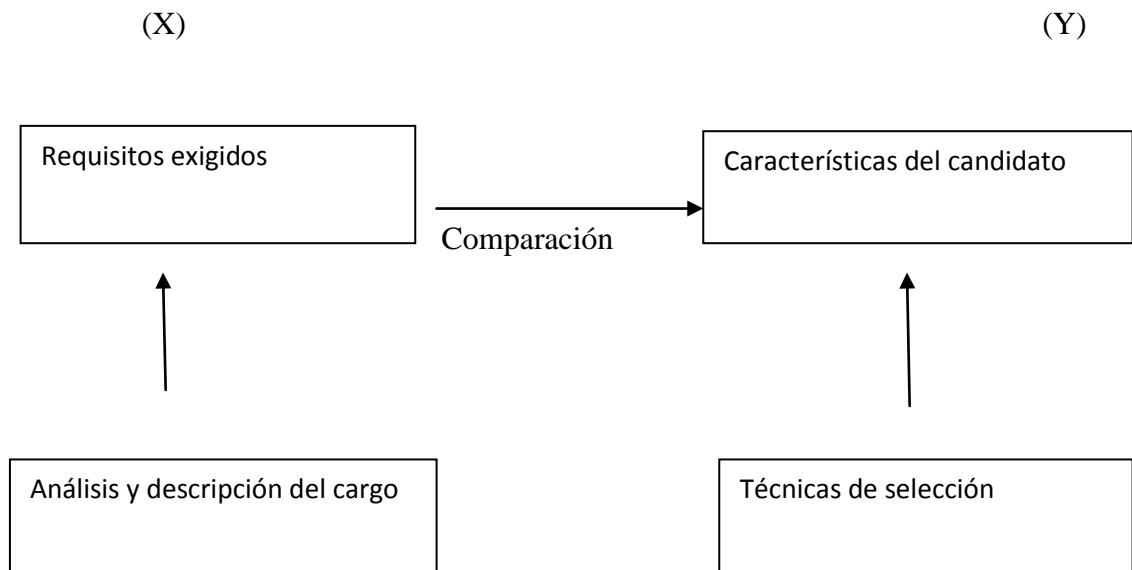 (X)
(Y)
Requisitos exigidos
Características del candidato
Comparación
Análisis y descripción del cargo
Técnicas de selección